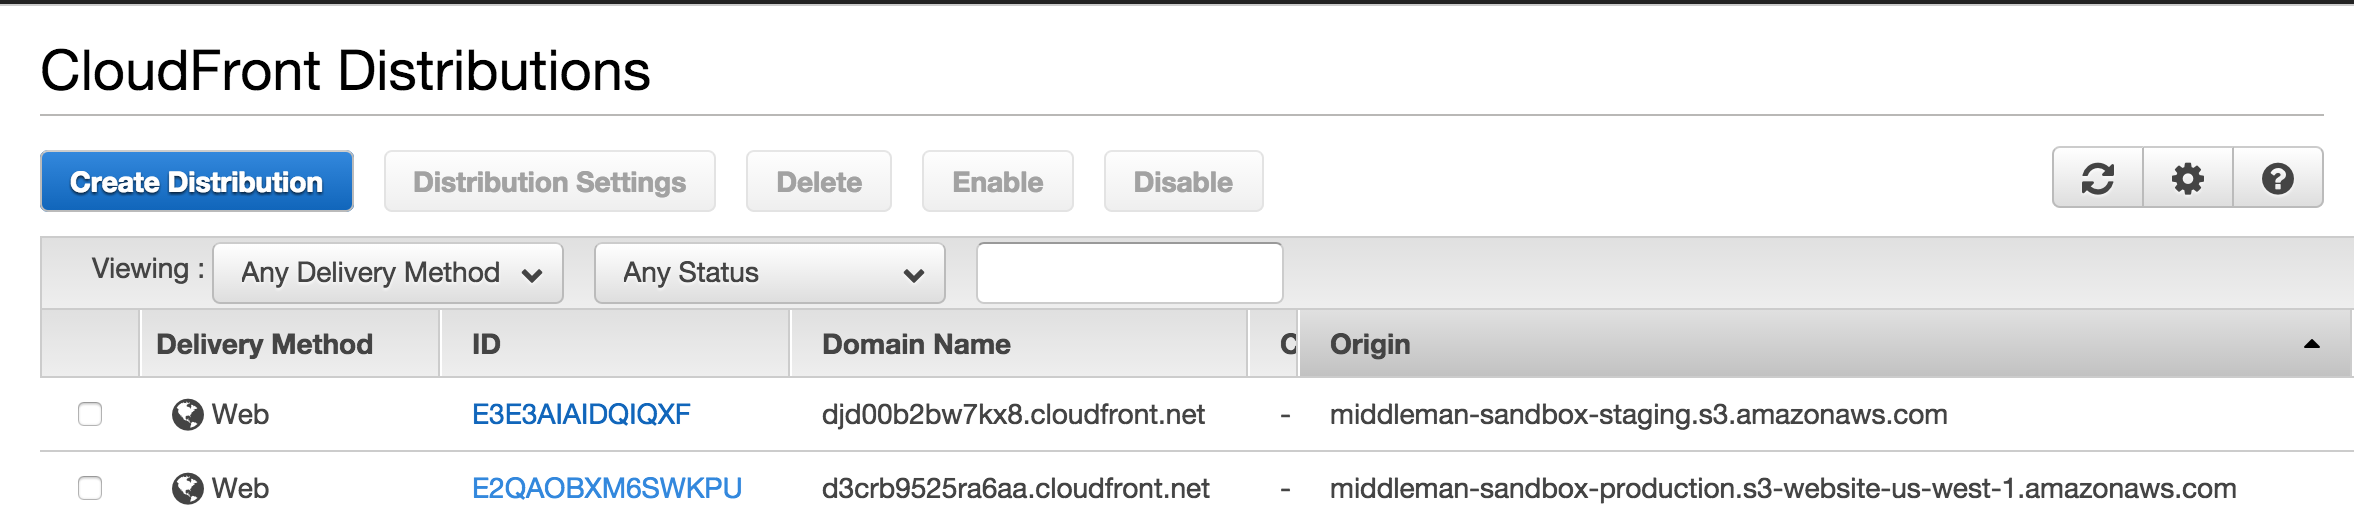 CloudFront Distributions
Create Distribution Distribution Settings Delete Enable Disable
Viewing : Any Delivery Method Any Status
Delivery Method ID Domain Name C Origin
Web E3E3AIAIDQIQXF djd00b2bw7kx8.cloudfront.net - middleman-sandbox-staging.s3.amazonaws.com
Web E2QAOBXM6SWKPU d3crb9525ra6aa.cloudfront.net - middleman-sandbox-production.s3-website-us-west-1.amazonaws.com